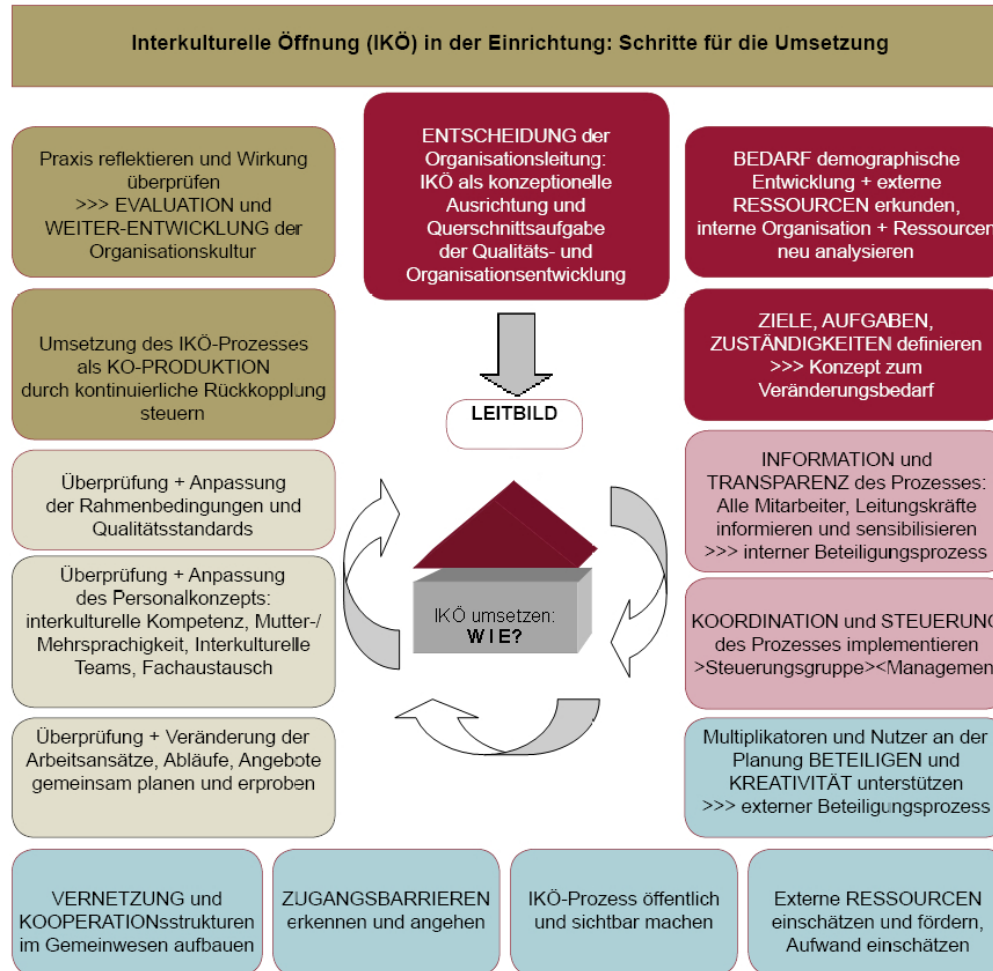 Interkulturelle Öffnung (IKÖ) in der Einrichtung: Schritte für die Umsetzung
ENTSCHEIDUNG der
Organisationsleitung:
IKÖ als konzeptionelle
Ausrichtung und
Querschnittsaufgabe
der Qualitäts- und
Organisationsentwicklung
BEDARF demographische
Entwicklung + externe
RESSOURCEN erkunden,
interne Organisation + Ressourcen
neu analysieren
ZIELE, AUFGABEN,
ZUSTÄNDIGKEITEN definieren
>>> Konzept zum
Veränderungsbedarf
INFORMATION und
TRANSPARENZ des Prozesses:
Alle Mitarbeiter, Leitungskräfte
informieren und sensibilisieren
>>> interner Beteiligungsprozess
KOORDINATION und STEUERUNG
des Prozesses implementieren
>Steuerungsgruppe><Managemen
Multiplikatoren und Nutzer an der
Planung BETEILIGEN und
KREATIVITÄT unterstützen
>>> externer Beteiligungsprozess
Externe RESSOURCEN
einschätzen und fördern,
Aufwand einschätzen
IKÖ-Prozess öffentlich
und sichtbar machen
ZUGANGSBARRIEREN
erkennen und angehen
VERNETZUNG und
KOOPERATIONsstrukturen
im Gemeinwesen aufbauen
Überprüfung + Veränderung der
Arbeitsansätze, Abläufe, Angebote
gemeinsam planen und erproben
Überprüfung + Anpassung
des Personalkonzepts:
interkulturelle Kompetenz, Mutter-/
Mehrsprachigkeit, Interkulturelle
Teams, Fachaustausch
Überprüfung + Anpassung
der Rahmenbedingungen und
Qualitätsstandards
Umsetzung des IKÖ-Prozesses
als KO-PRODUKTION
durch kontinuierliche Rückkopplung
steuern
Praxis reflektieren und Wirkung
überprüfen
>>> EVALUATION und
WEITER-ENTWICKLUNG der
Organisationskultur
LEITBILD
IKÖ umsetzen:
W I E?